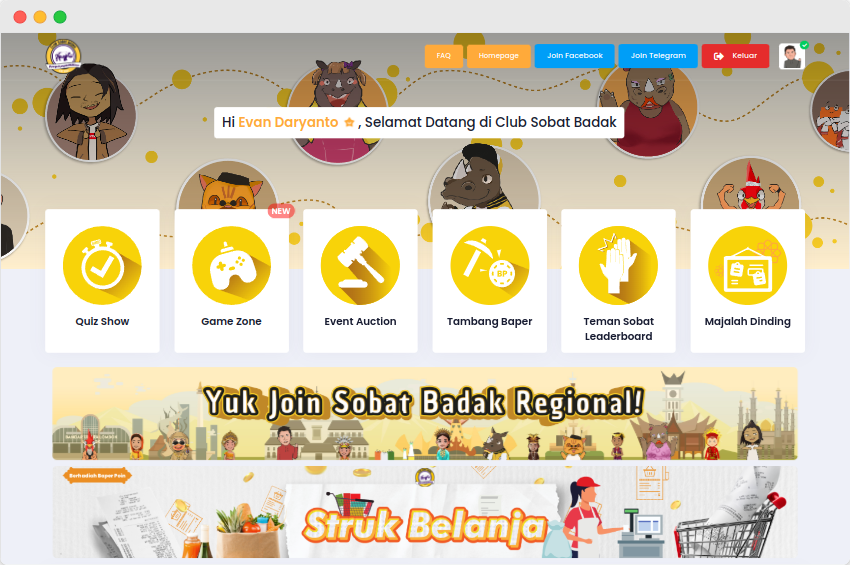 FAQ
Homepage
Join Facebook
Join Telegram
Keluar
Hi Evan Daryanto , Selamat Datang di Club Sobat Badak
NEW
BP
Quiz Show
Game Zone
Event Auction
Tambang Baper
Teman Sobat
Leaderboard
Majalah Dinding
Yuk Join Sobat Badak Regional!
Berhadiah Baper Poin
Struk Belanja